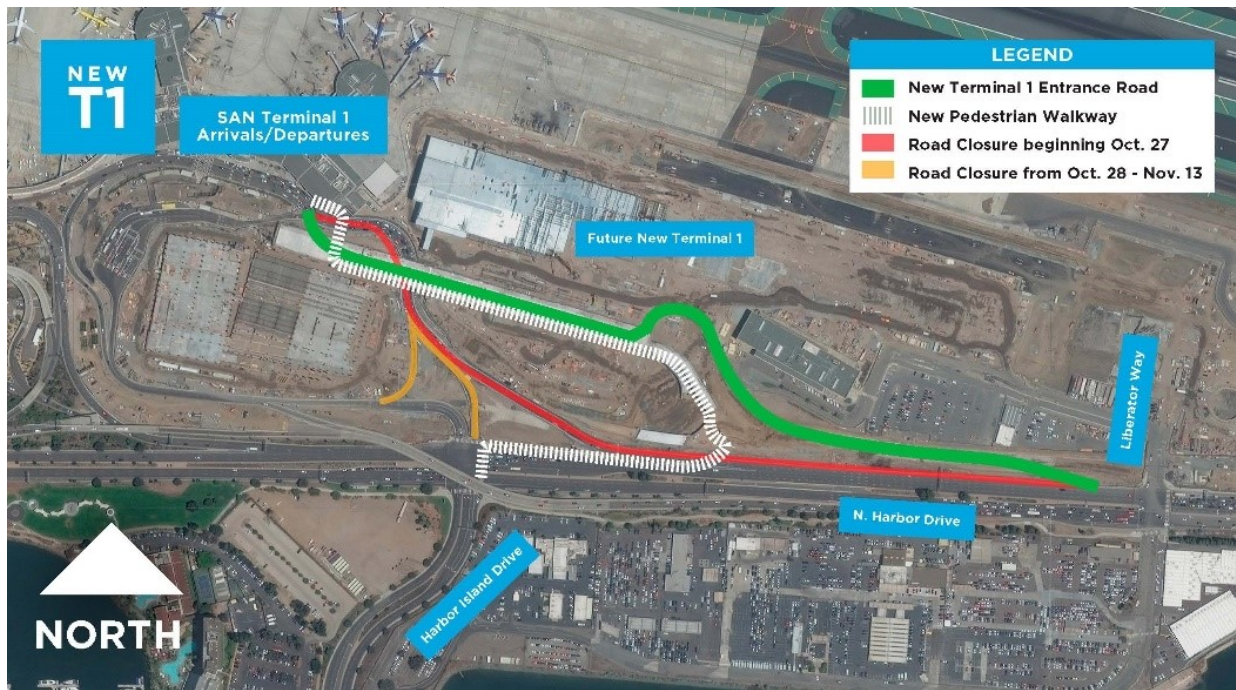 NEW
T1
SAN Terminal 1
Arrivals/Departures
LEGEND
New Terminal 1 Entrance Road
New Pedestrian Walkway
Road Closure beginning Oct. 27
Road Closure from Oct. 28 - Nov. 13
Future New Terminal 1
Liberator Way
N. Harbor Drive
Harbor Island Drive
NORTH